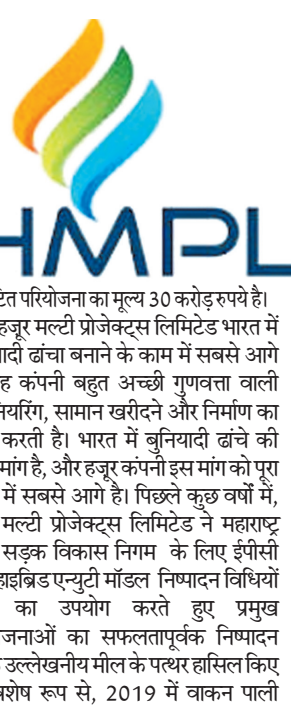 HMPL
परियोजना का मूल्य 30 करोड़ रुपये है।
हजूर मल्टी प्रोजेक्ट्स लिमिटेड भारत में
ढांचा बनाने के काम में सबसे आगे
कंपनी बहुत अच्छी गुणवत्ता वाली
सामान खरीदने और निर्माण का
करती है। भारत में बुनियादी ढांचे की
मांग है, और हजूर कंपनी इस मांग को पूरा
में सबसे आगे है। पिछले कुछ वर्षों में,
मल्टी प्रोजेक्ट्स लिमिटेड ने महाराष्ट्र
सड़क विकास निगम के लिए ईपीसी
हाइब्रिड एन्युटी मॉडल निष्पादन विधियों
का उपयोग करते हुए प्रमुख
का सफलतापूर्वक निष्पादन
उल्लेखनीय मील के पत्थर हासिल किए
रूप से, 2019 में वाकन पाली